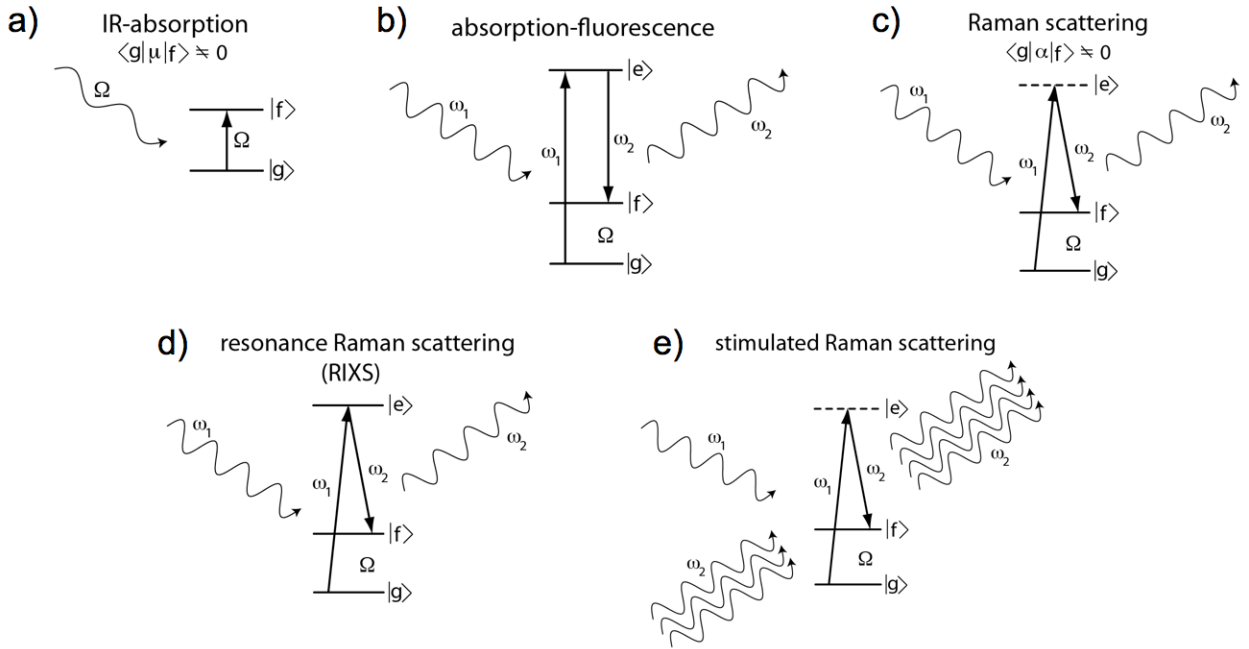 a) IR-absorption
⟨g|μ|f⟩ ≠ 0
Ω
|f>
Ω
|g>
b) absorption-fluorescence
|e>
ω₁
ω₁
ω₂
ω₂
|f>
Ω
|g>
c) Raman scattering
⟨g|α|f⟩ ≠ 0
|e>
ω₁
ω₁
ω₂
ω₂
|f>
Ω
|g>
d) resonance Raman scattering
(RIXS)
|e>
ω₁
ω₁
ω₂
ω₂
|f>
Ω
|g>
e) stimulated Raman scattering
|e>
ω₁
ω₁
ω₂
ω₂
|f>
ω₂
Ω
|g>